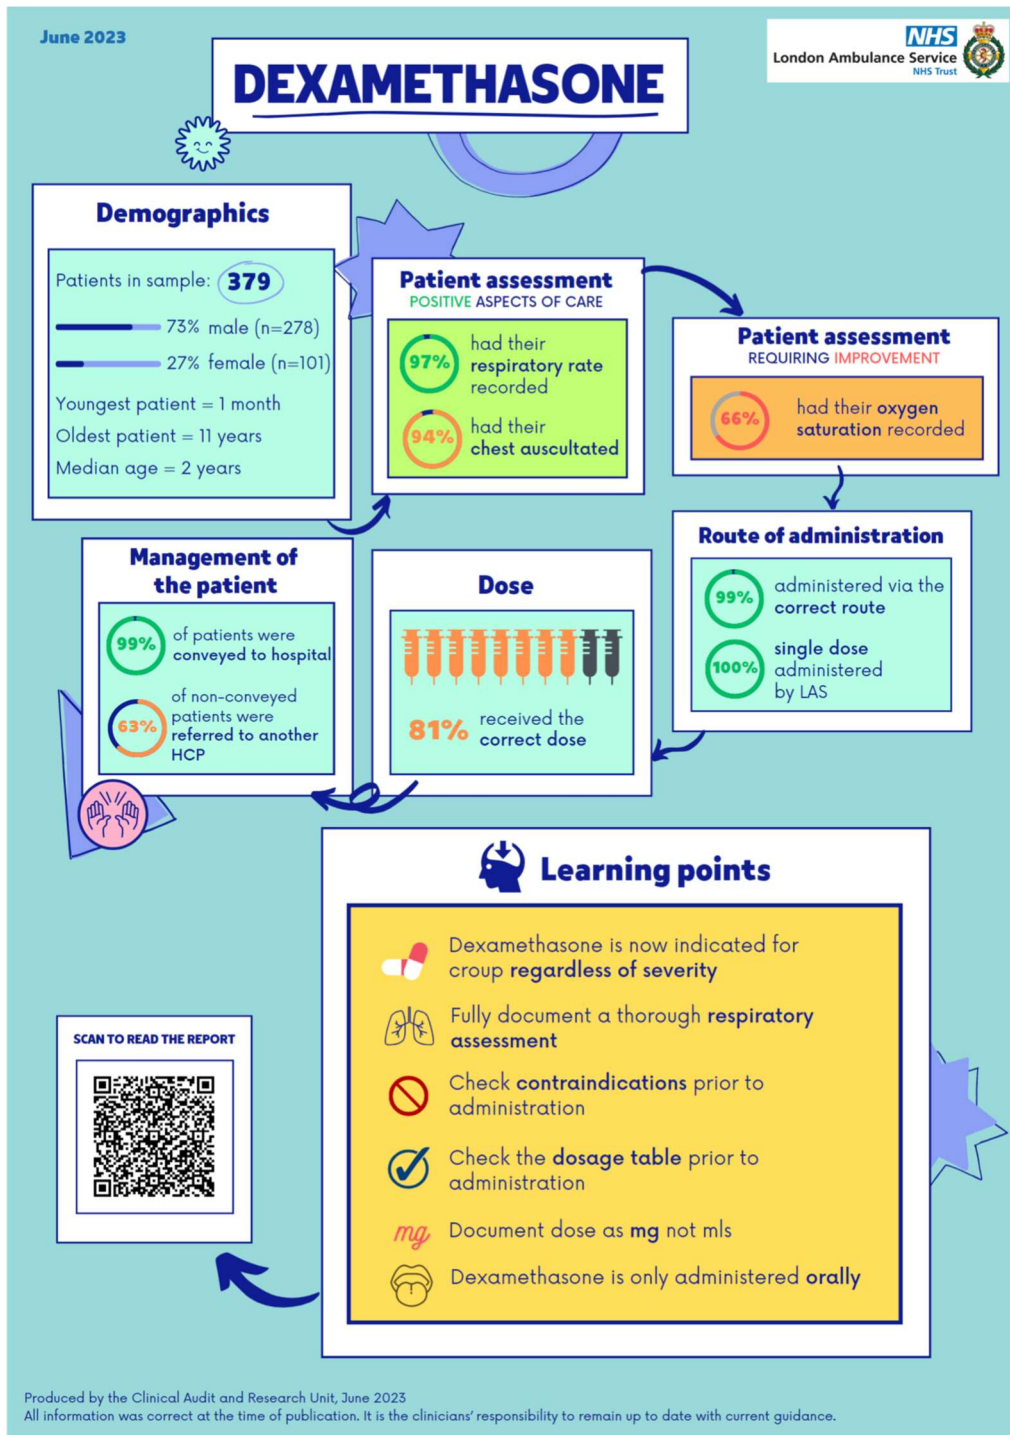 June 2023
NHS
London Ambulance Service
NHS Trust
DEXAMETHASONE
Demographics
Patients in sample: 379
73% male (n=278)
27% female (n=101)
Youngest patient = 1 month
Oldest patient = 11 years
Median age = 2 years
Patient assessment
POSITIVE ASPECTS OF CARE
97%
had their
respiratory rate
recorded
94%
had their
chest auscultated
Patient assessment
REQUIRING IMPROVEMENT
66%
had their oxygen
saturation recorded
Route of administration
99%
administered via the
correct route
100%
single dose
administered
by LAS
Dose
81%
received the
correct dose
Management of
the patient
99%
of patients were
conveyed to hospital
63%
of non-conveyed
patients were
referred to another
HCP
Learning points
Dexamethasone is now indicated for
croup regardless of severity
Fully document a thorough respiratory
assessment
Check contraindications prior to
administration
Check the dosage table prior to
administration
mg Document dose as mg not mls
Dexamethasone is only administered orally
SCAN TO READ THE REPORT
Produced by the Clinical Audit and Research Unit, June 2023
All information was correct at the time of publication. It is the clinicians' responsibility to remain up to date with current guidance.